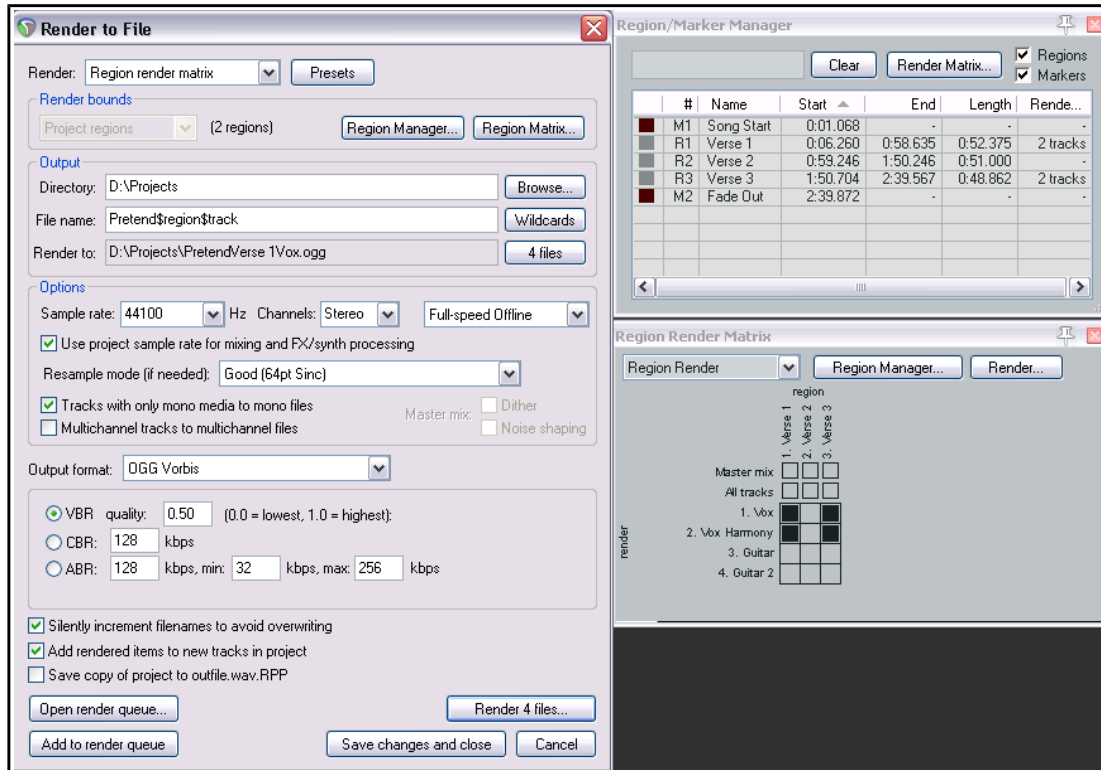 Render to File
Render: Region render matrix Presets
Render bounds
Project regions (2 regions) Region Manager... Region Matrix...
Output
Directory: D:\Projects Browse...
File name: Pretend$region$track Wildcards
Render to: D:\Projects\PretendVerse 1Vox.ogg 4 files
Options
Sample rate: 44100 Hz Channels: Stereo Full-speed Offline
Use project sample rate for mixing and FX/synth processing
Resample mode (if needed): Good (64pt Sinc)
Tracks with only mono media to mono files
Master mix: Dither
Multichannel tracks to multichannel files Noise shaping
Output format: OGG Vorbis
VBR quality: 0.50 (0.0 = lowest, 1.0 = highest):
CBR: 128 kbps
ABR: 128 kbps, min: 32 kbps, max: 256 kbps
Silently increment filenames to avoid overwriting
Add rendered items to new tracks in project
Save copy of project to outfile.wav.RPP
Open render queue... Render 4 files...
Add to render queue Save changes and close Cancel
Region/Marker Manager
Clear Render Matrix... Regions
Markers
# Name Start End Length Rende...
M1 Song Start 0:01.068 - - -
R1 Verse 1 0:06.260 0:58.635 0:52.375 2 tracks
R2 Verse 2 0:59.246 1:50.246 0:51.000 -
R3 Verse 3 1:50.704 2:39.567 0:48.862 2 tracks
M2 Fade Out 2:39.872 - - -
Region Render Matrix
Region Render Region Manager... Render...
region
1. Verse 1
2. Verse 2
3. Verse 3
Master mix
All tracks
1. Vox
2. Vox Harmony
3. Guitar
4. Guitar 2
render